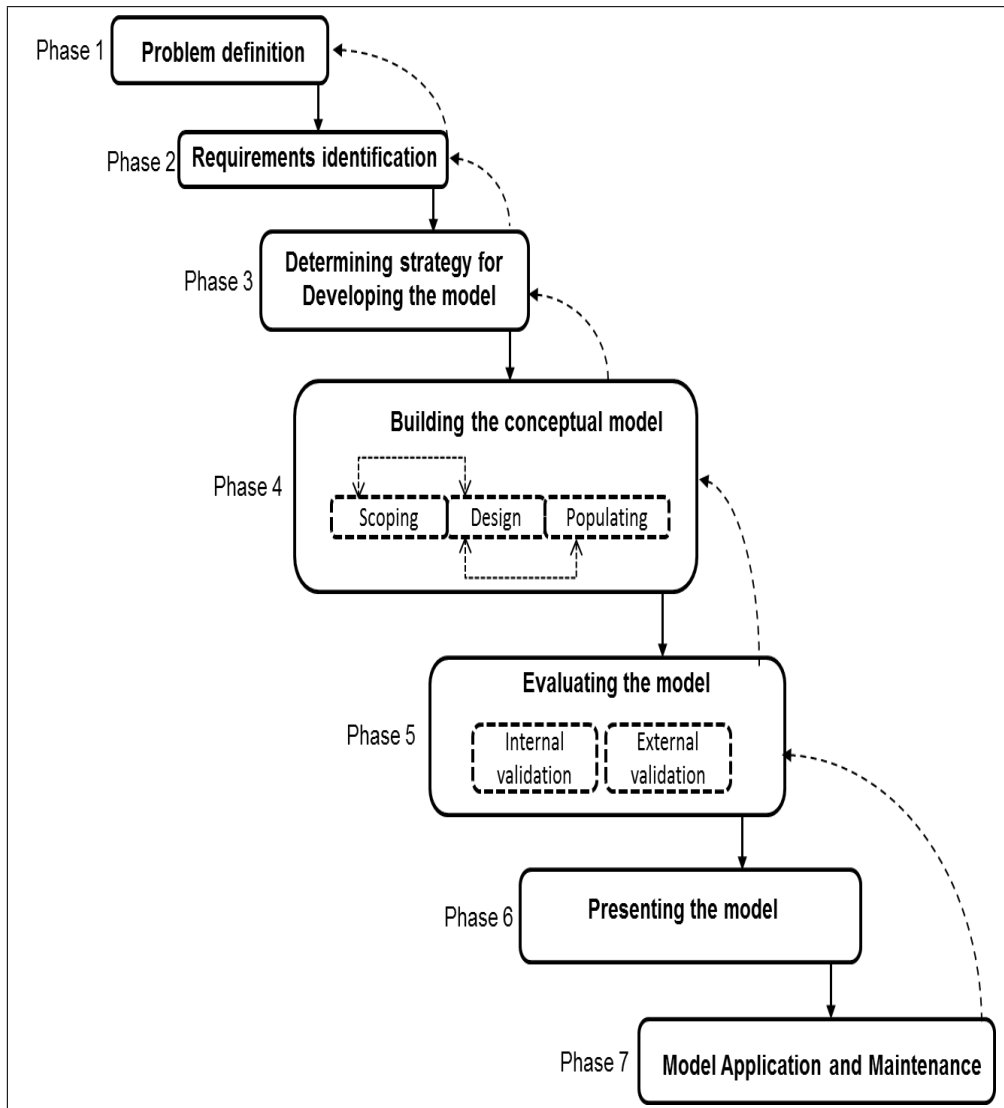 Phase 1
Problem definition
Phase 2
Requirements identification
Phase 3
Determining strategy for
Developing the model
Phase 4
Building the conceptual model
Scoping
Design
Populating
Phase 5
Evaluating the model
Internal
validation
External
validation
Phase 6
Presenting the model
Phase 7
Model Application and Maintenance